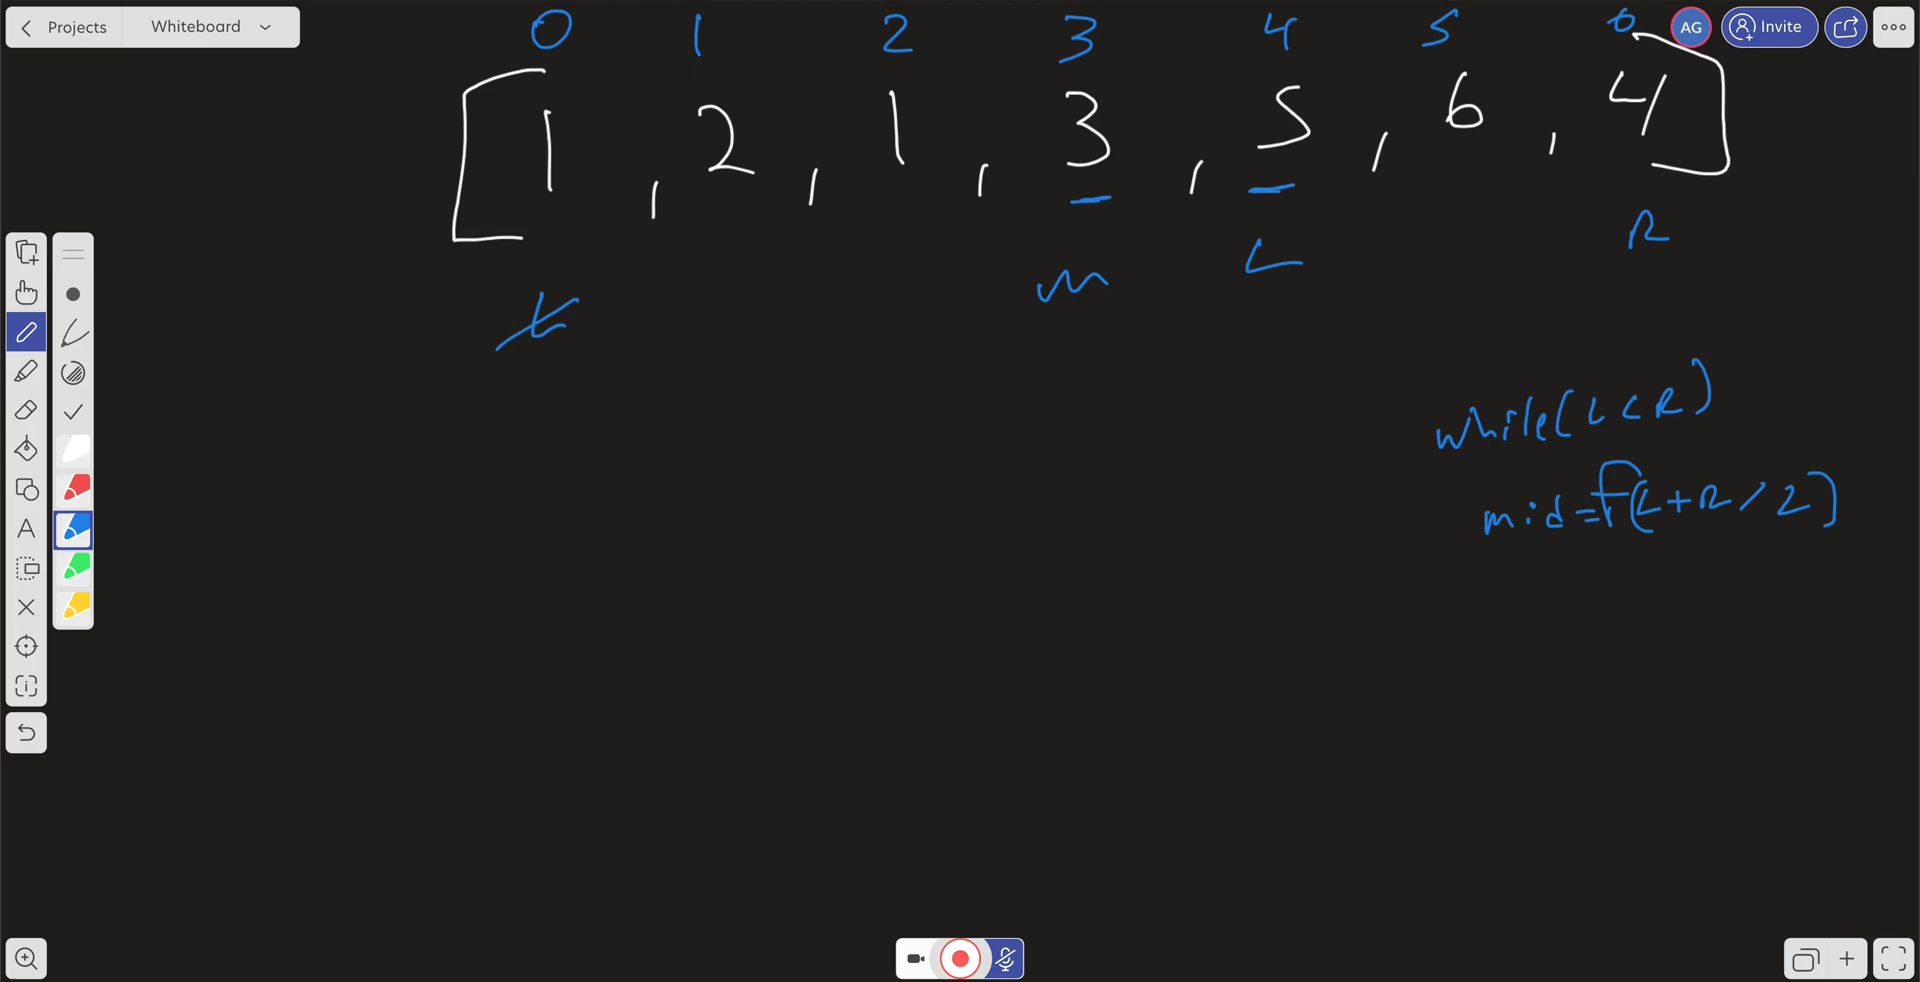 Projects Whiteboard
0 1 2 3 4 5 6 AG Invite
[1, 2, 1, 3, 5, 6, 4]
L M L R
while(L<R)
mid=f(L+R/2)
A